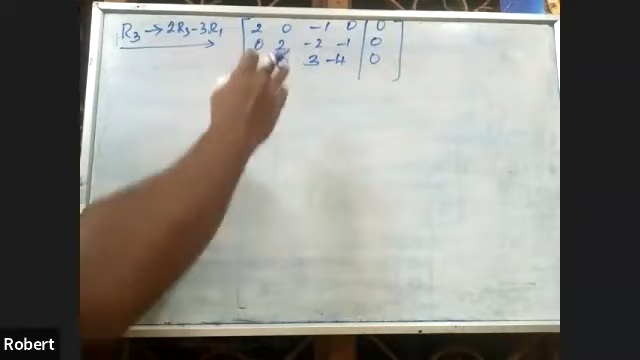 R3 → 2R3-3R1 [ 2 0 -1 0 | 0 ]
0 2 -2 -1 | 0
3 -4 | 0
Robert